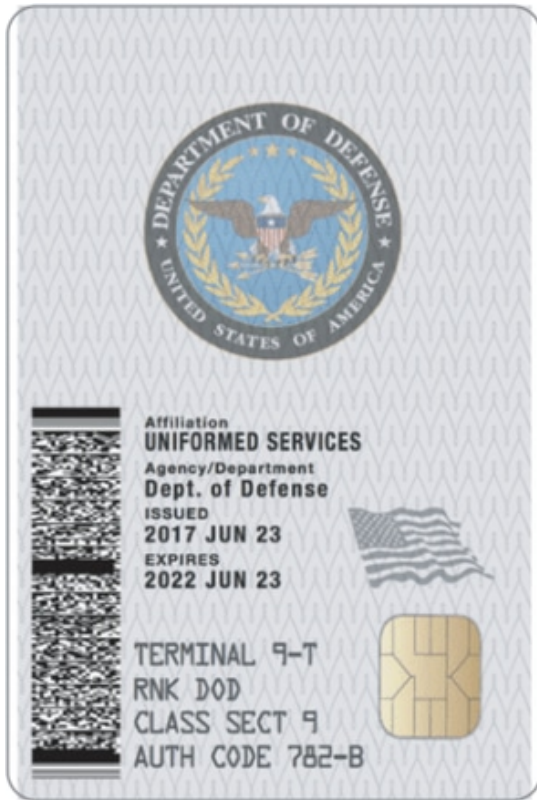 DEPARTMENT OF DEFENSE
UNITED STATES OF AMERICA
Affiliation
UNIFORMED SERVICES
Agency/Department
Dept. of Defense
ISSUED
2017 JUN 23
EXPIRES
2022 JUN 23
TERMINAL 9-T
RNK DOD
CLASS SECT 9
AUTH CODE 782-B